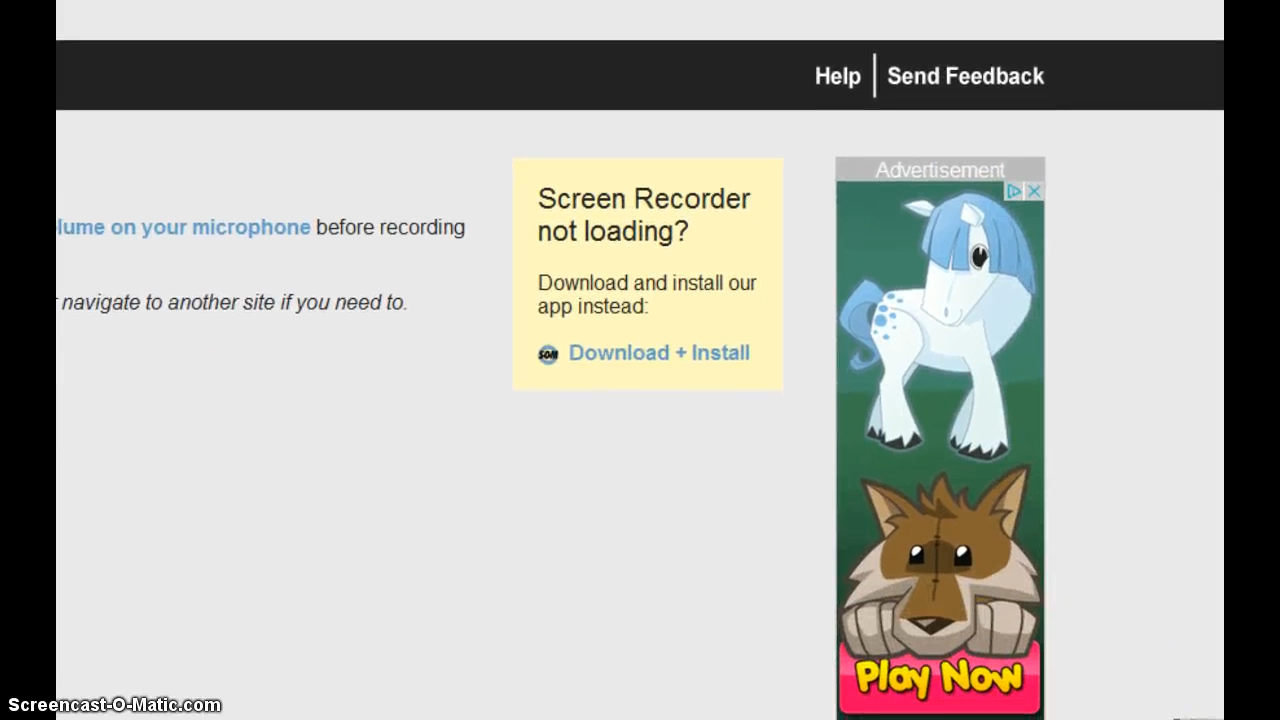 Help
Send Feedback
Advertisement
Screen Recorder
not loading?
lume on your microphone before recording
Download and install our
app instead:
navigate to another site if you need to.
SOM Download + Install
Play Now
Screencast-O-Matic.com